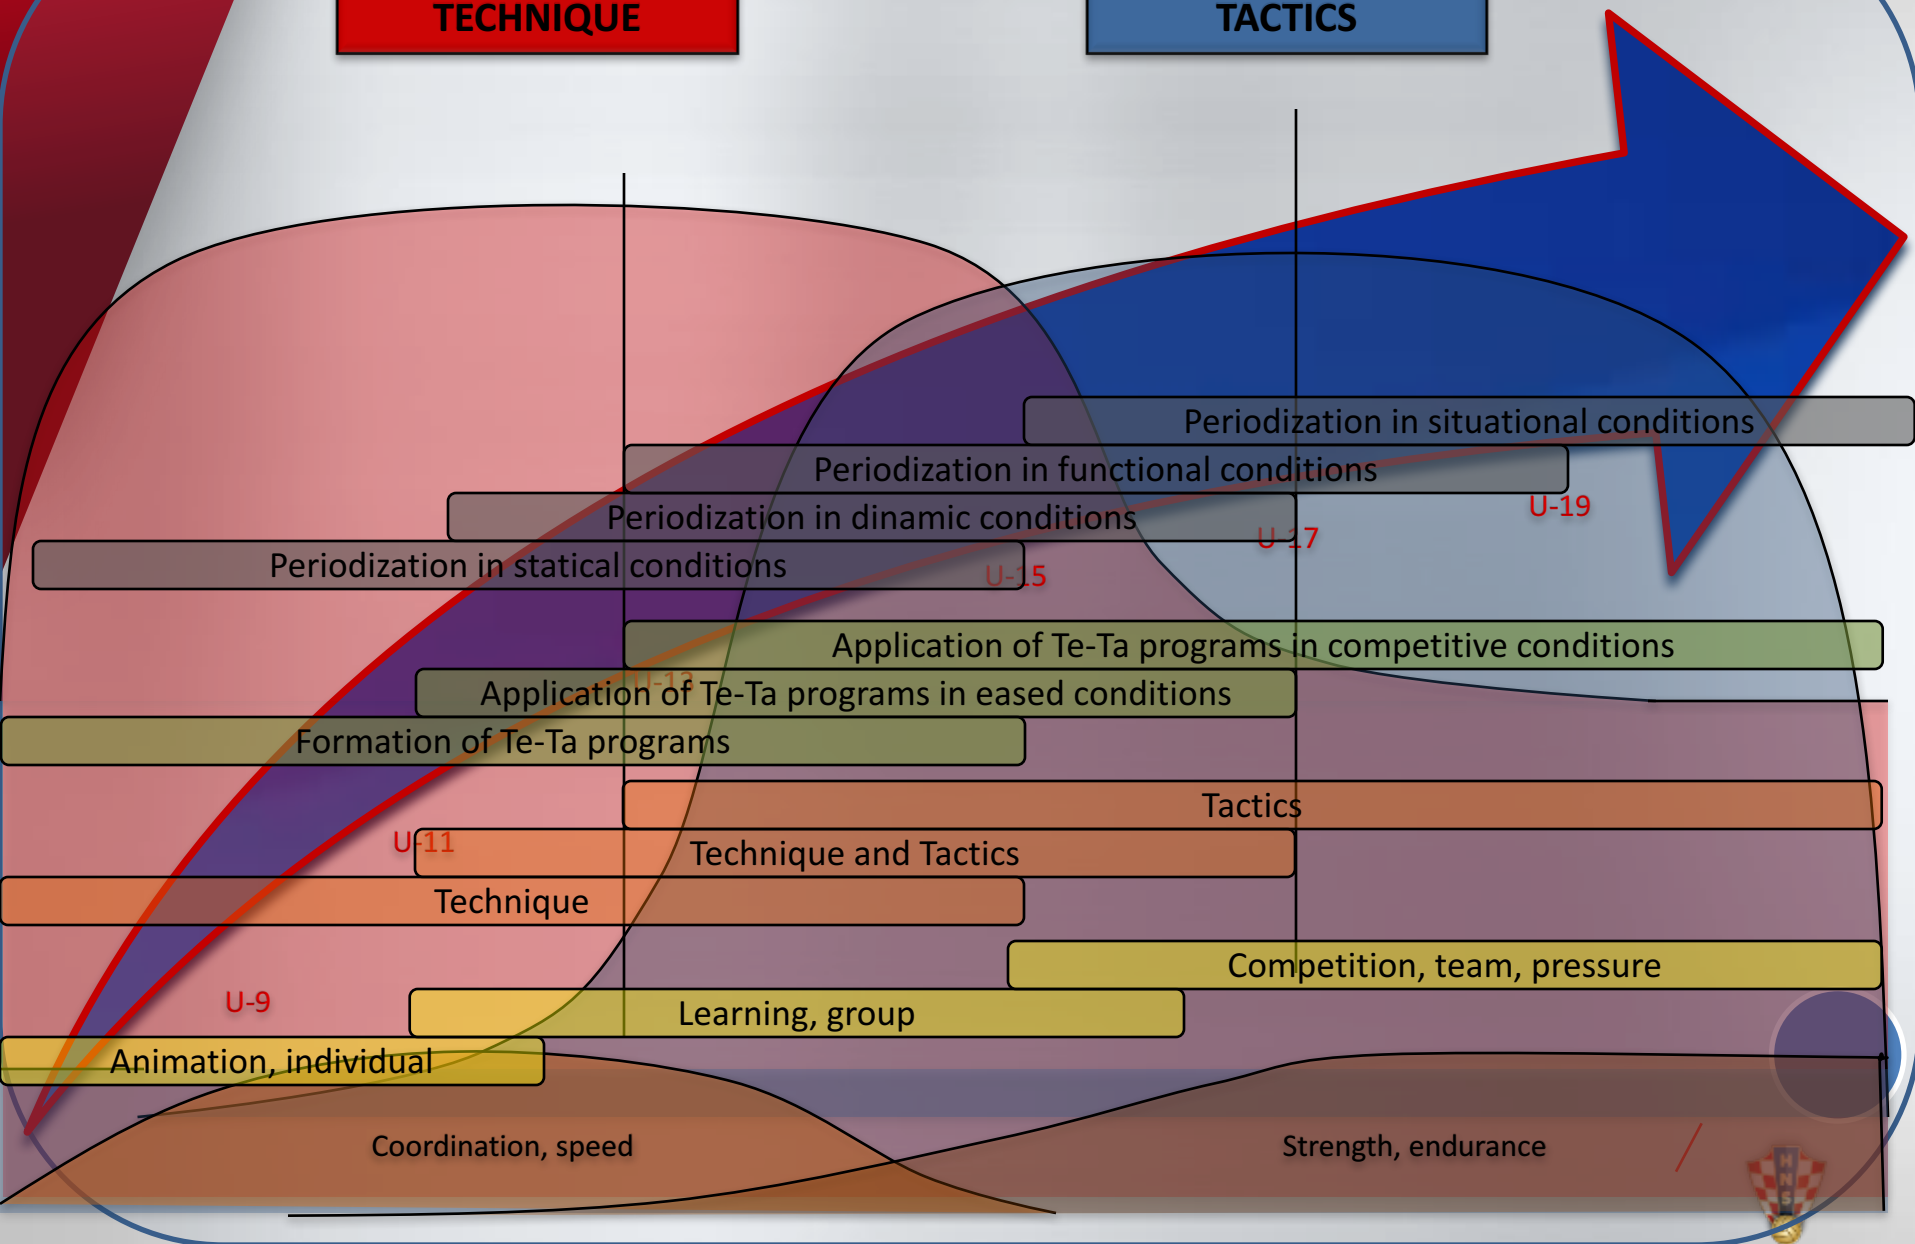 TECHNIQUE
TACTICS
Periodization in situational conditions
Periodization in functional conditions
U-19
Periodization in dinamic conditions
U-17
Periodization in statical conditions
U-15
Application of Te-Ta programs in competitive conditions
U-13
Application of Te-Ta programs in eased conditions
Formation of Te-Ta programs
Tactics
U-11
Technique and Tactics
Technique
Competition, team, pressure
U-9
Learning, group
Animation, individual
Coordination, speed
Strength, endurance
/
HNS